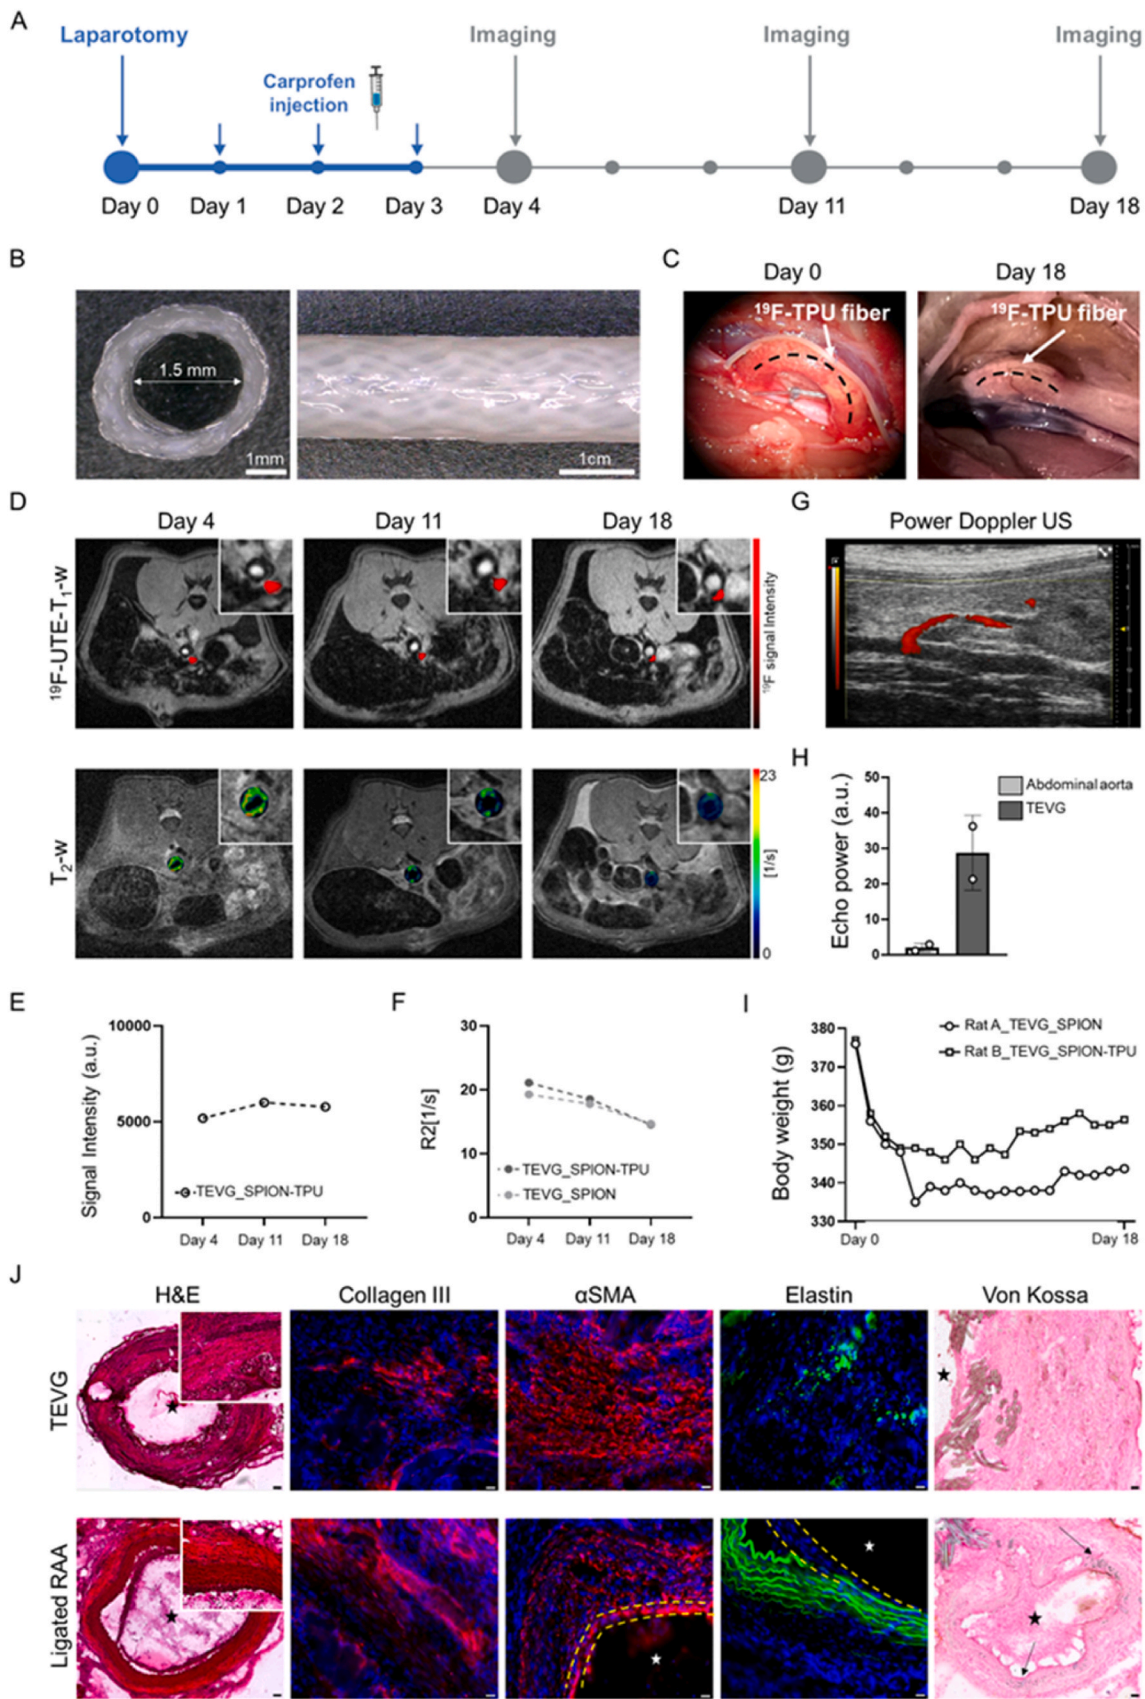 A
Laparotomy
Imaging
Imaging
Imaging
Carprofen
injection
Day 0
Day 1
Day 2
Day 3
Day 4
Day 11
Day 18
B
1.5 mm
1mm
1cm
C
Day 0
Day 18
¹⁹F-TPU fiber
¹⁹F-TPU fiber
D
Day 4
Day 11
Day 18
¹⁹F-UTE-T₁-w
¹⁹F signal Intensity
T₂-w
23
[1/s]
0
G
Power Doppler US
H
Echo power (a.u.)
50
40
30
20
10
0
Abdominal aorta
TEVG
E
Signal Intensity (a.u.)
10000
5000
0
TEVG_SPION-TPU
Day 4
Day 11
Day 18
F
R2[1/s]
30
20
10
0
TEVG_SPION-TPU
TEVG_SPION
Day 4
Day 11
Day 18
I
Body weight (g)
380
370
360
350
340
330
Rat A_TEVG_SPION
Rat B_TEVG_SPION-TPU
Day 0
Day 18
J
H&E
Collagen III
αSMA
Elastin
Von Kossa
TEVG
Ligated RAA